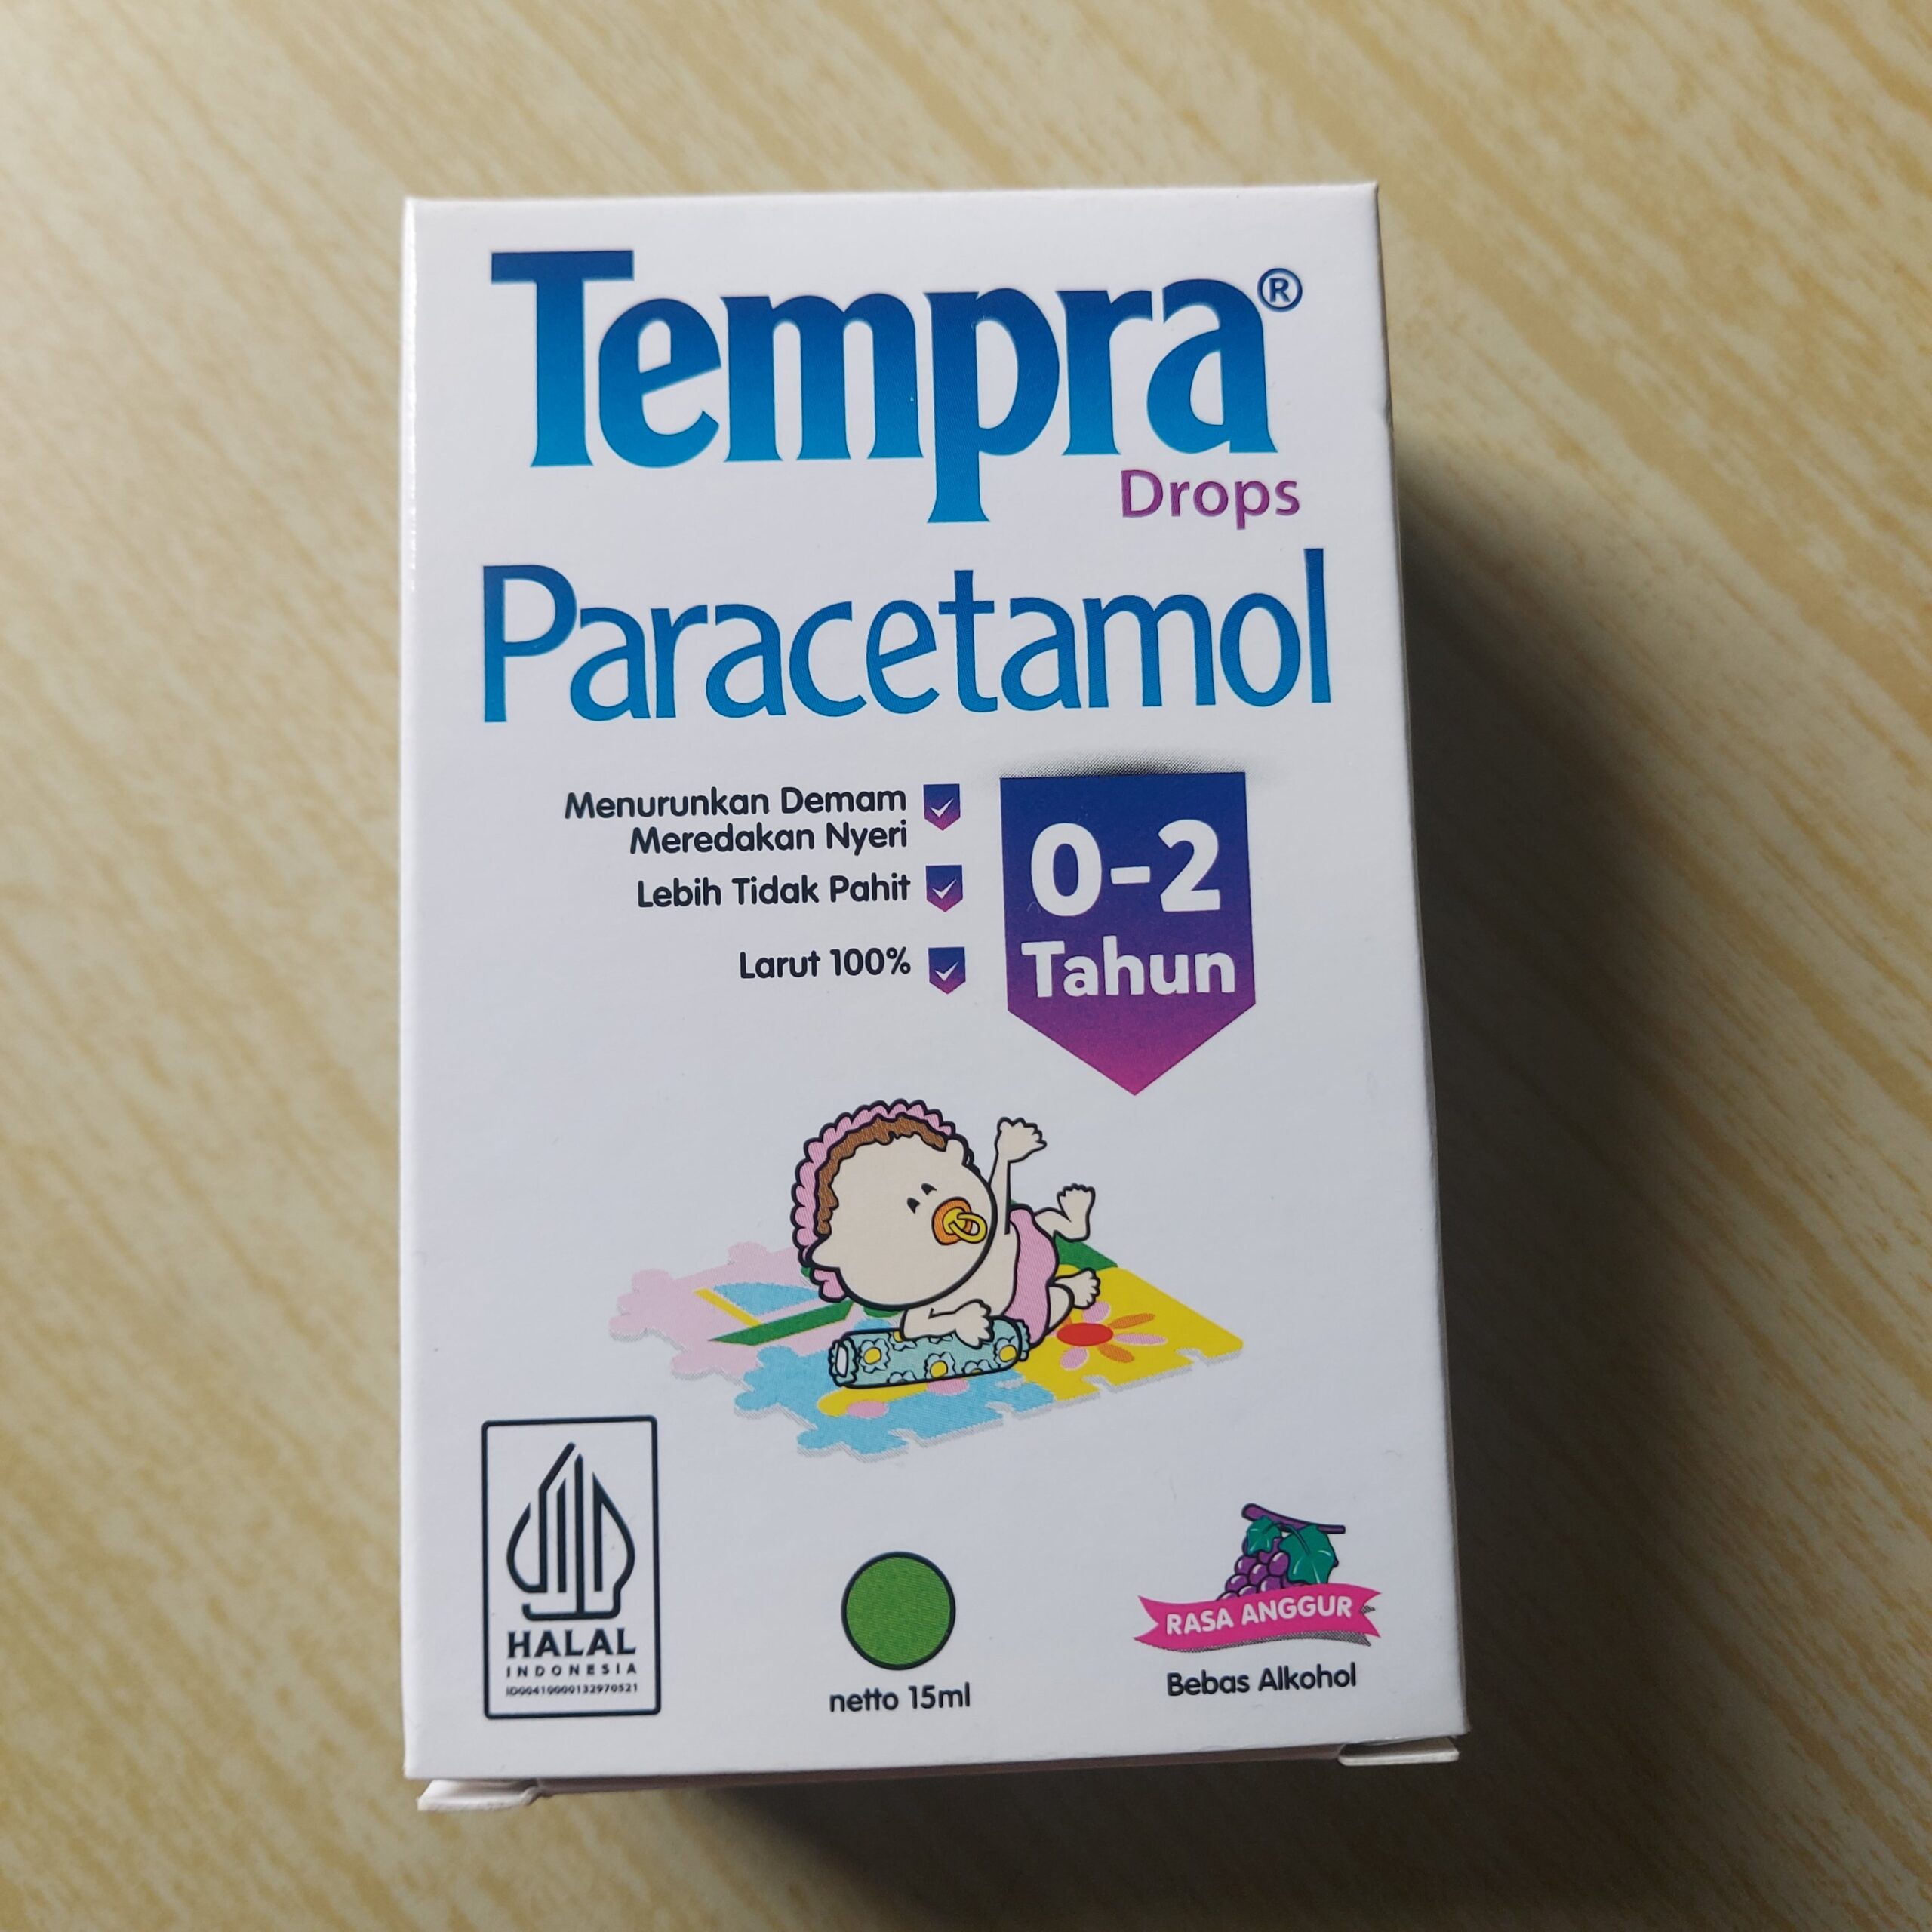 Tempra®
Drops
Paracetamol
Menurunkan Demam
Meredakan Nyeri
Lebih Tidak Pahit
Larut 100%
0-2
Tahun
HALAL
INDONESIA
ID00410000132970521
netto 15ml
RASA ANGGUR
Bebas Alkohol